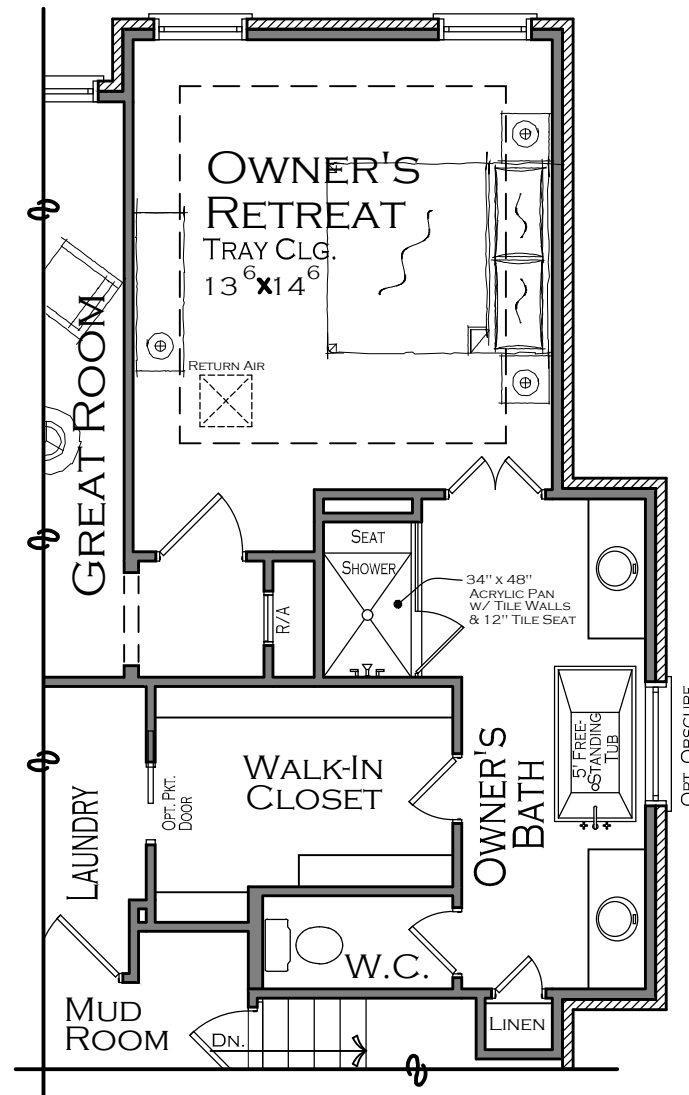 OWNER'S
RETREAT
TRAY CLG.
13⁶x14⁶
RETURN AIR
GREAT ROOM
SEAT
SHOWER
34" x 48"
ACRYLIC PAN
W/ TILE WALLS
& 12" TILE SEAT
R/A
5' FREE-
STANDING
TUB
OPT. OBSCURE
WALK-IN
CLOSET
OPT. PKT.
DOOR
OWNER'S
BATH
LAUNDRY
W.C.
MUD
ROOM
DN.
LINEN